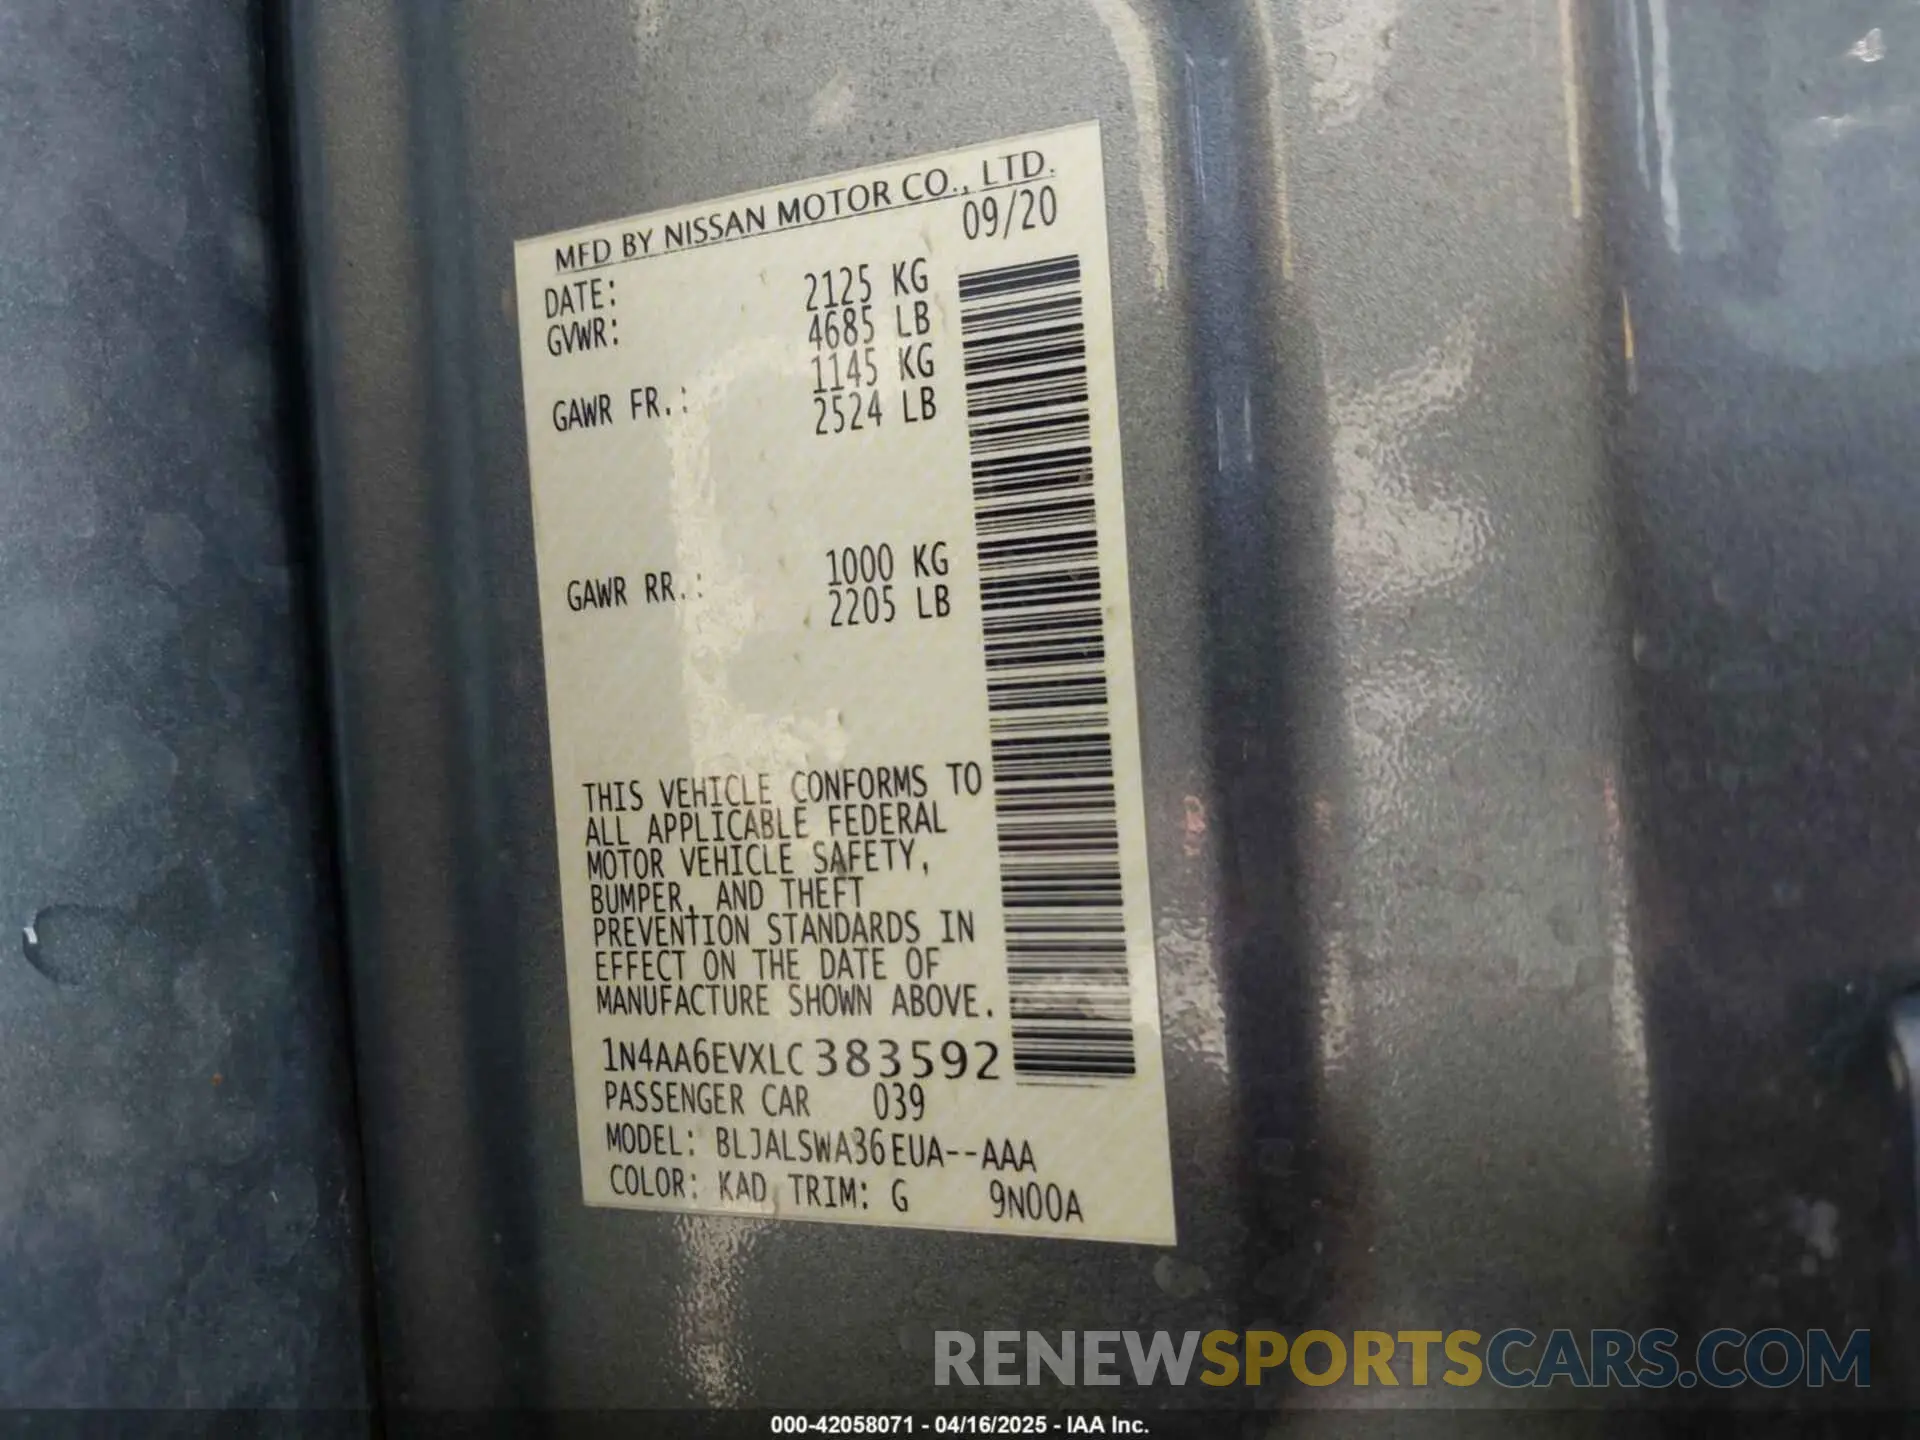 MFD BY NISSAN MOTOR CO., LTD.
DATE: 09/20
GVWR: 2125 KG
4685 LB
GAWR FR.: 1145 KG
2524 LB
GAWR RR.: 1000 KG
2205 LB
THIS VEHICLE CONFORMS TO
ALL APPLICABLE FEDERAL
MOTOR VEHICLE SAFETY,
BUMPER, AND THEFT
PREVENTION STANDARDS IN
EFFECT ON THE DATE OF
MANUFACTURE SHOWN ABOVE.
1N4AA6EVXLC383592
PASSENGER CAR 039
MODEL: BLJALSWA36EUA--AAA
COLOR: KAD TRIM: G 9N00A
RENEWSPORTSCARS.COM
000-42058071 - 04/16/2025 - IAA Inc.